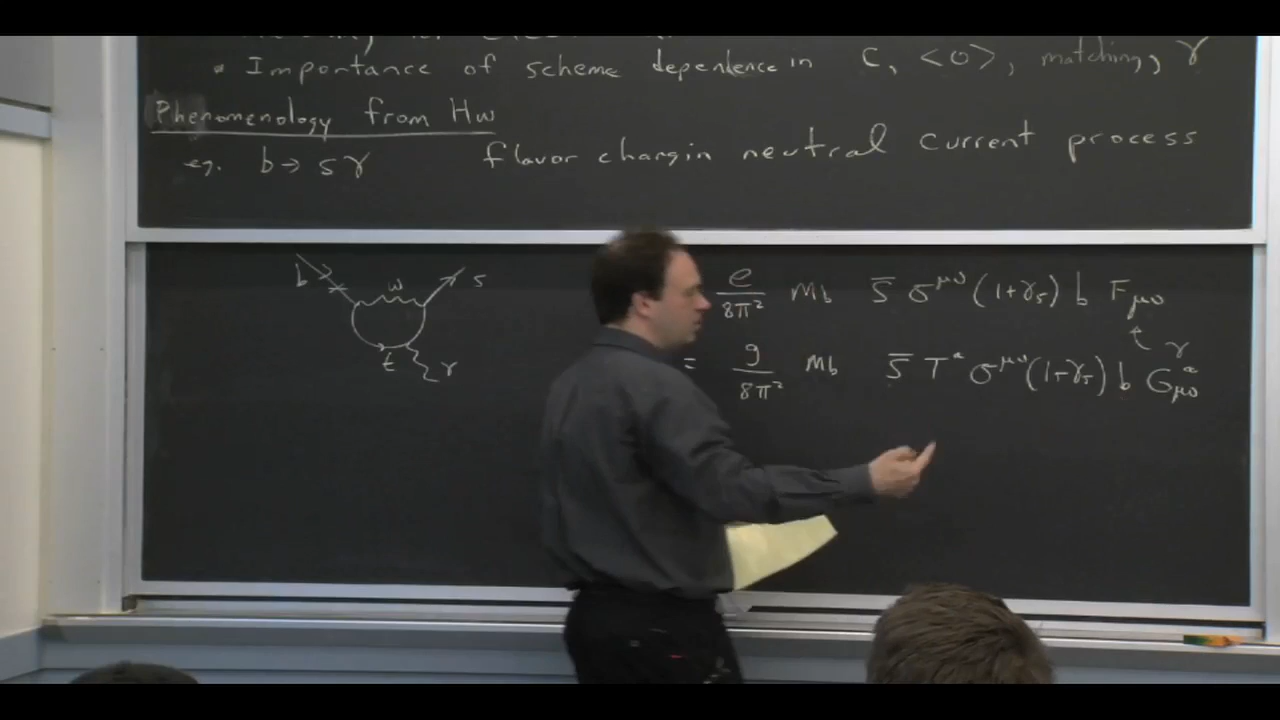 * Importance of scheme dependence in C, <O>, matching, γ
Phenomenology from Hw
eg. b → sγ flavor changin neutral current process
b w s
t γ
e/8π² mb s̄ σ^μν (1+γ₅) b F_μν
γ
= g/8π² mb s̄ T^a σ^μν (1+γ₅) b G^a_μν